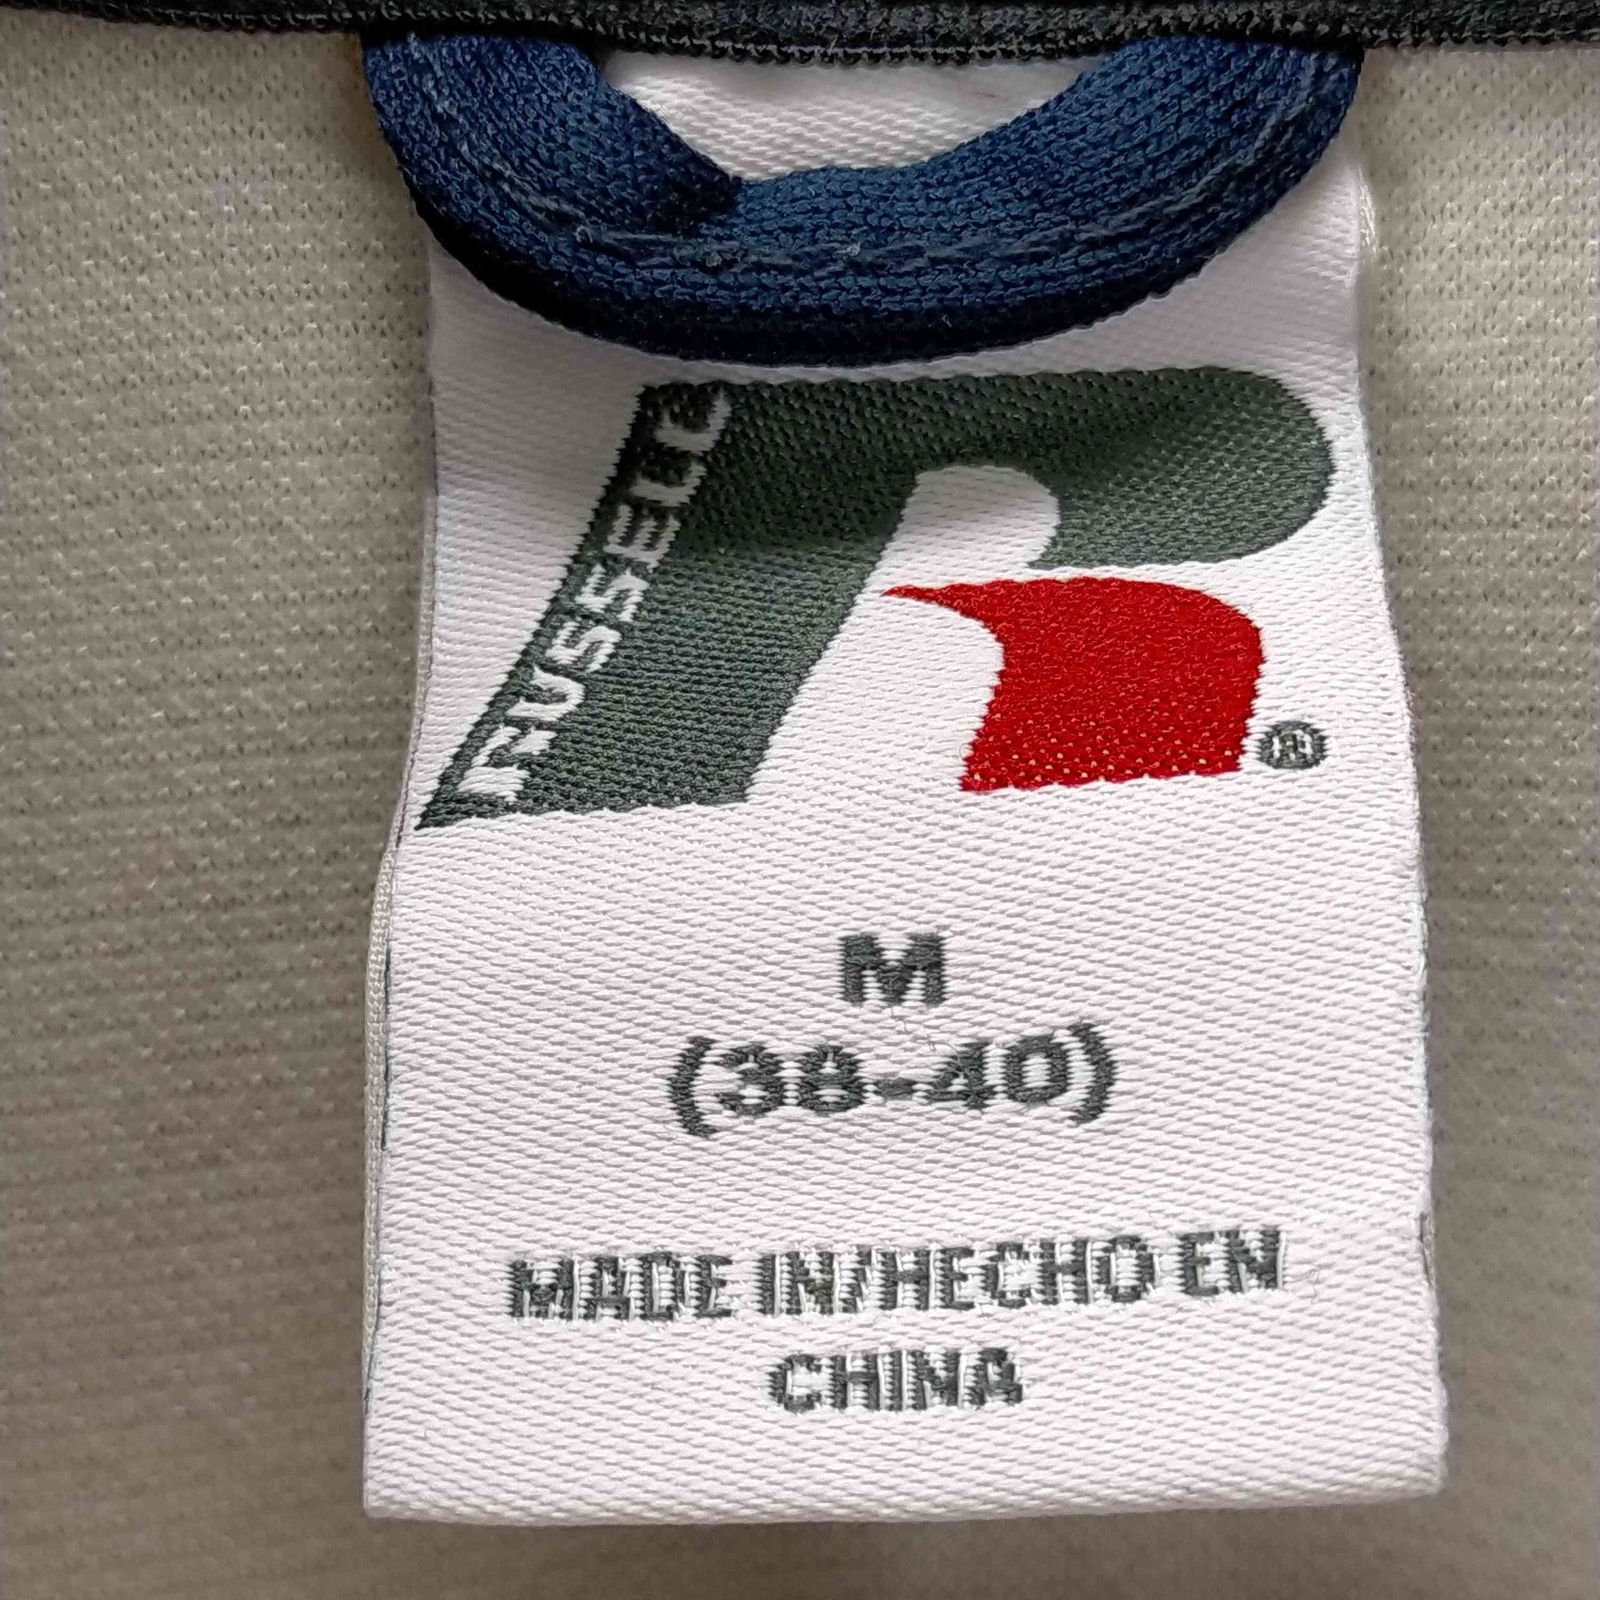 RUSSELL
®
M
(38-40)
MADE IN/HECHO EN
CHINA